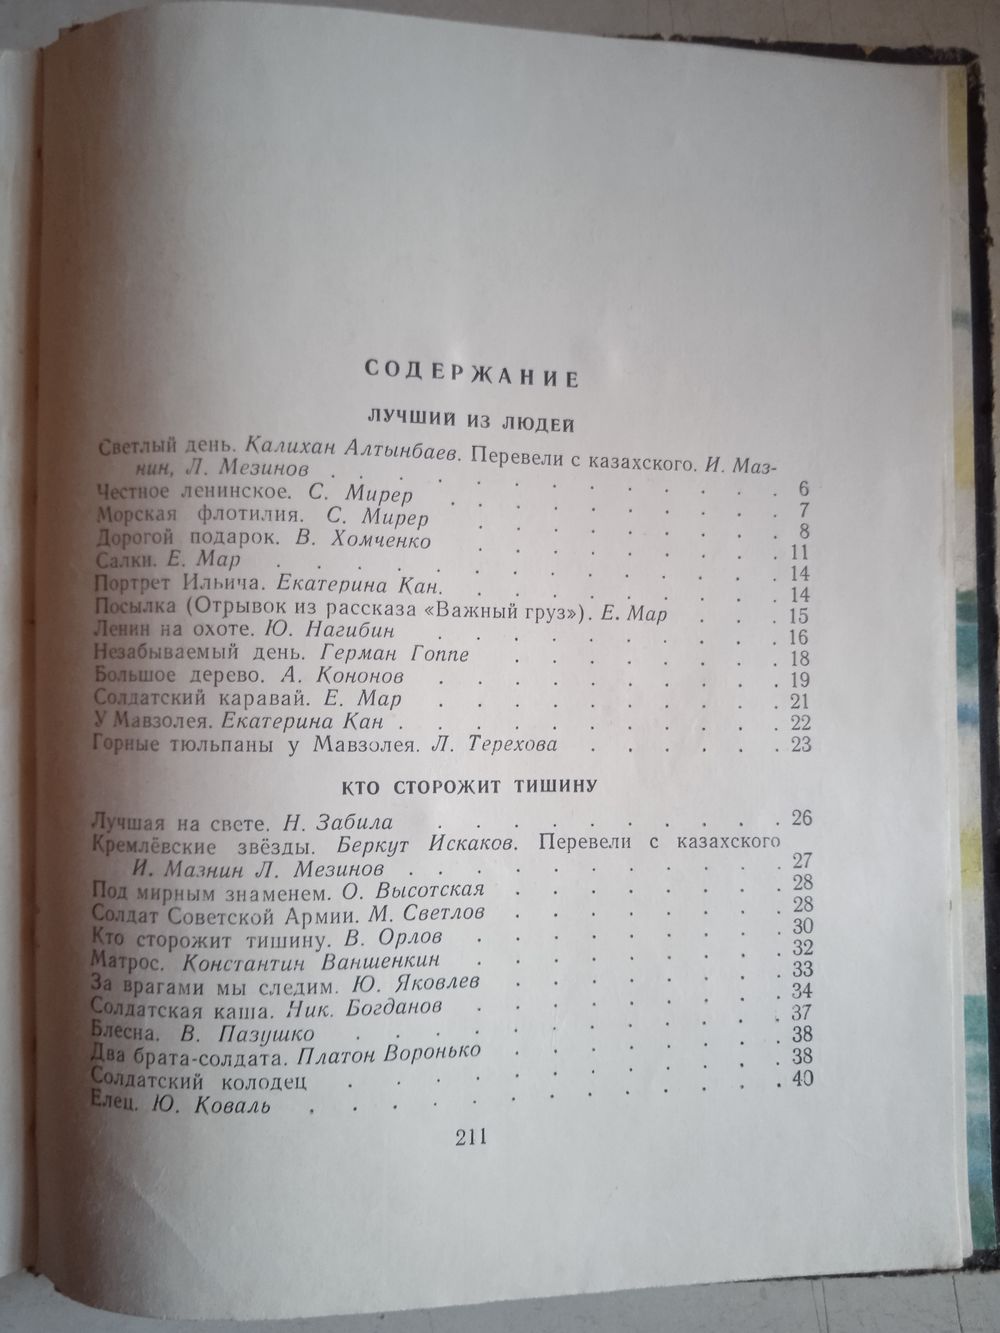 СОДЕРЖАНИЕ
ЛУЧШИЙ ИЗ ЛЮДЕЙ
Светлый день. Калихан Алтынбаев. Перевели с казахского. И. Маз-
нин, Л. Мезинов . . . . . . . . . . . 6
Честное ленинское. С. Мирер . . . . . . . . 7
Морская флотилия. С. Мирер . . . . . . . 8
Дорогой подарок. В. Хомченко . . . . . . . 11
Салки. Е. Мар . . . . . . . . . . . . 14
Портрет Ильича. Екатерина Кан. . . . . . . . 14
Посылка (Отрывок из рассказа «Важный груз»). Е. Мар . . . 15
Ленин на охоте. Ю. Нагибин . . . . . . . . 16
Незабываемый день. Герман Гоппе . . . . . . 18
Большое дерево. А. Кононов . . . . . . . . 19
Солдатский каравай. Е. Мар . . . . . . . . 21
У Мавзолея. Екатерина Кан . . . . . . . . . 22
Горные тюльпаны у Мавзолея. Л. Терехова . . . . . 23
КТО СТОРОЖИТ ТИШИНУ
Лучшая на свете. Н. Забила . . . . . . . . 26
Кремлёвские звёзды. Беркут Искаков. Перевели с казахского
И. Мазнин Л. Мезинов . . . . . . . . . 27
Под мирным знаменем. О. Высотская . . . . . . 28
Солдат Советской Армии. М. Светлов . . . . . . 28
Кто сторожит тишину. В. Орлов . . . . . . . 30
Матрос. Константин Ваншенкин . . . . . . . 32
За врагами мы следим. Ю. Яковлев . . . . . . 33
Солдатская каша. Ник. Богданов . . . . . . . 34
Блесна. В. Пазушко . . . . . . . . . 37
Два брата-солдата. Платон Воронько . . . . . . 38
Солдатский колодец . . . . . . . . . . 38
Елец. Ю. Коваль . . . . . . . . . . . 40
211